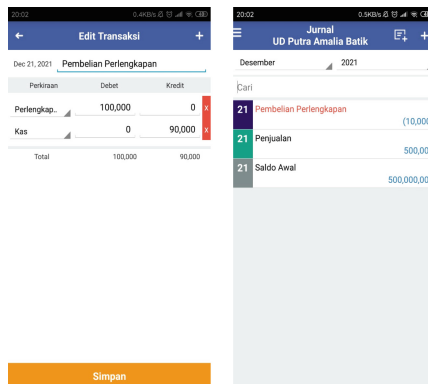 20:02
0.4KB/s
Edit Transaksi
Dec 21, 2021 Pembelian Perlengkapan
Perkiraan Debet Kredit
Perlengkap.. 100,000 0 x
Kas 0 90,000 x
Total 100,000 90,000
Simpan
20:02
0.5KB/s
Jurnal
UD Putra Amalia Batik
Desember 2021
Cari
21 Pembelian Perlengkapan
(10,000
21 Penjualan
500,00
21 Saldo Awal
500,000,00